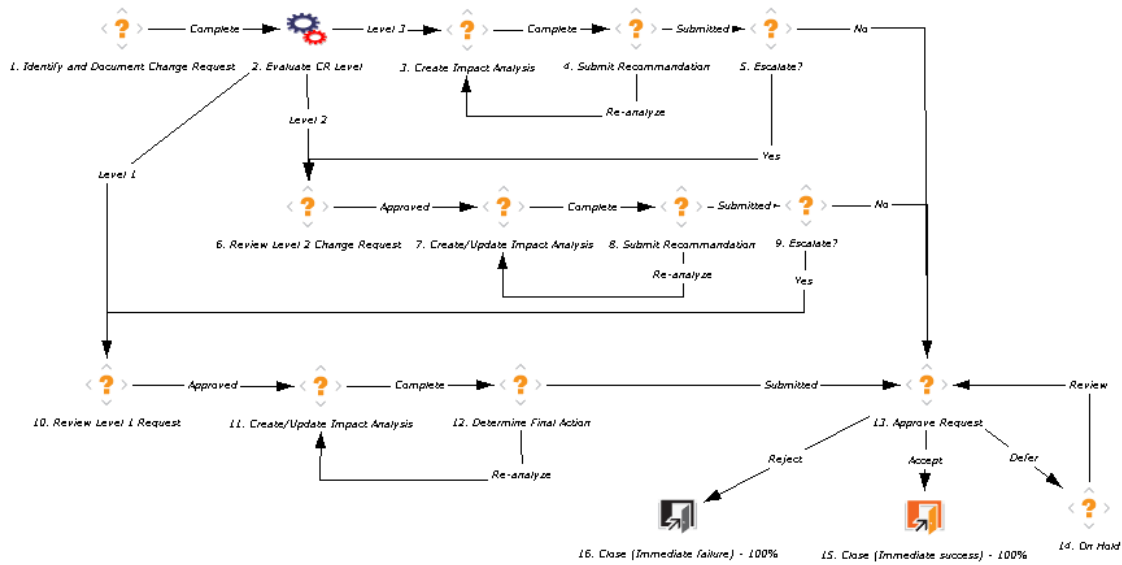 Complete
Level 3
Complete
Submitted
No
1. Identify and Document Change Request
2. Evaluate CR Level
3. Create Impact Analysis
4. Submit Recommandation
5. Escalate?
Re-analyze
Level 2
Yes
Level 1
Approved
Complete
Submitted
No
6. Review Level 2 Change Request
7. Create/Update Impact Analysis
8. Submit Recommandation
9. Escalate?
Re-analyze
Yes
Approved
Complete
Submitted
Review
10. Review Level 1 Request
11. Create/Update Impact Analysis
12. Determine Final Action
13. Approve Request
Re-analyze
Reject
Accept
Defer
16. Close (Immediate failure) - 100%
15. Close (Immediate success) - 100%
14. On Hold